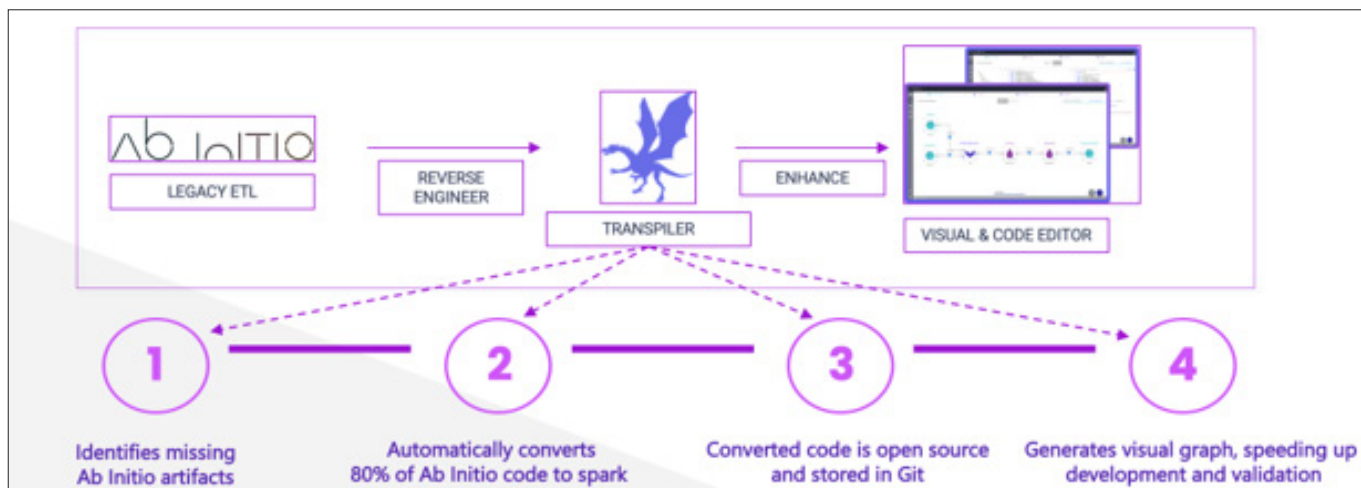 Ab InITIO
LEGACY ETL
REVERSE
ENGINEER
TRANSPILER
ENHANCE
VISUAL & CODE EDITOR
1
2
3
4
Identifies missing
Ab Initio artifacts
Automatically converts
80% of Ab Initio code to spark
Converted code is open source
and stored in Git
Generates visual graph, speeding up
development and validation